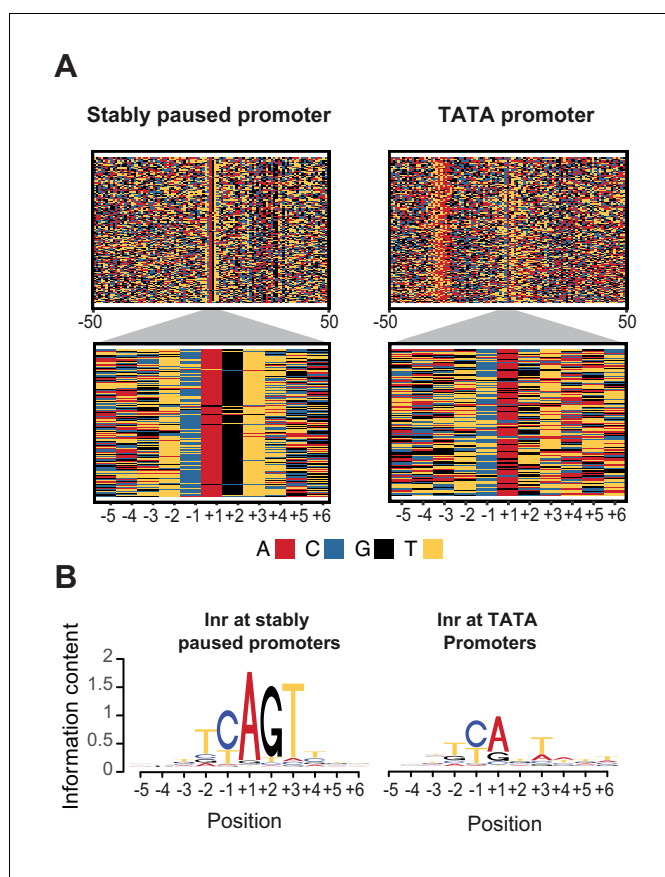 A
Stably paused promoter TATA promoter
-50 50 -50 50
-5 -4 -3 -2 -1 +1 +2 +3 +4 +5 +6 -5 -4 -3 -2 -1 +1 +2 +3 +4 +5 +6
A C G T
B
Inr at stably paused promoters
Inr at TATA Promoters
Information content
2
1.5
1
0.5
0
TCAGT
TCA T
-5 -4 -3 -2 -1 +1 +2 +3 +4 +5 +6 -5 -4 -3 -2 -1 +1 +2 +3 +4 +5 +6
Position Position